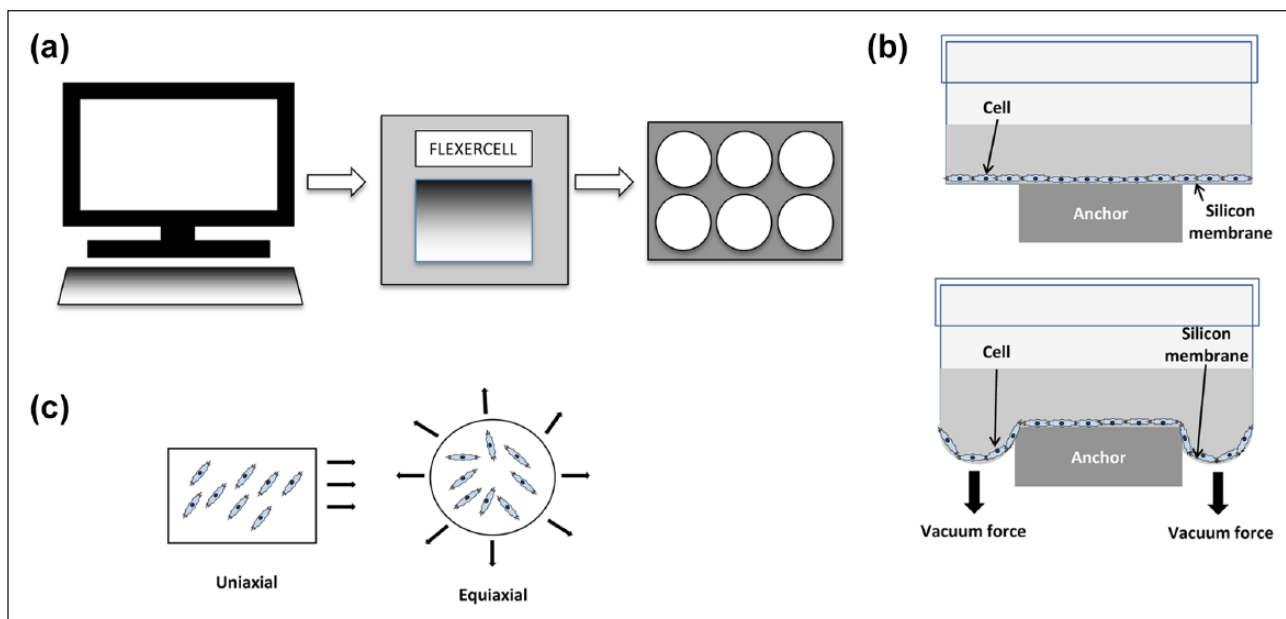 (a)
FLEXERCELL
(b)
Cell
Anchor
Silicon
membrane
Cell
Silicon
membrane
Anchor
Vacuum force
Vacuum force
(c)
Uniaxial
Equiaxial